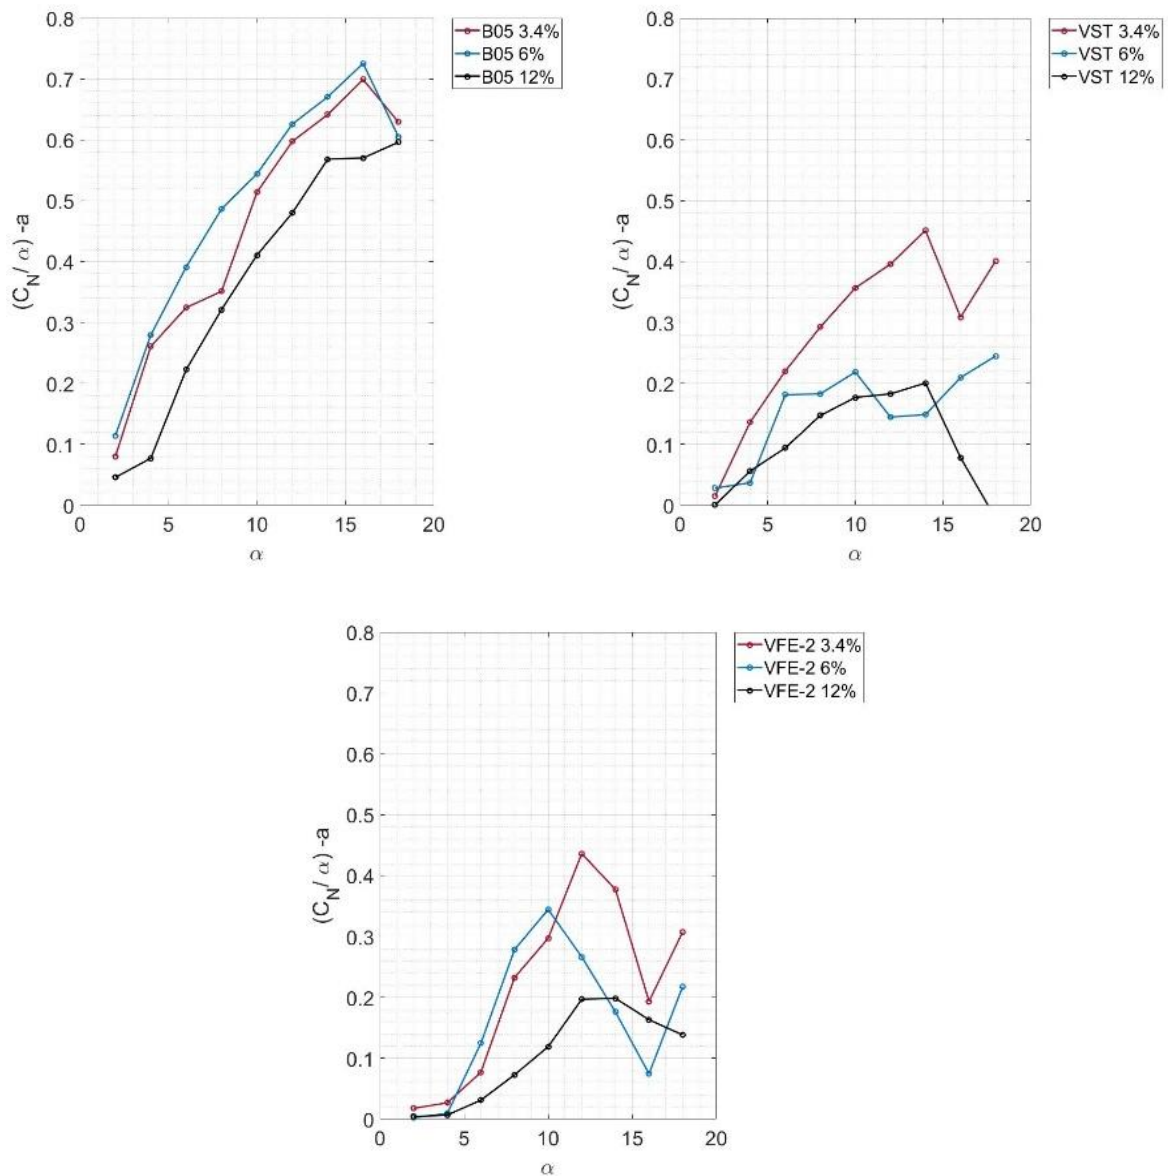 B05 3.4%
B05 6%
B05 12%
0.8
0.7
0.6
0.5
0.4
0.3
0.2
0.1
0
(C_N/ α) -a
0 5 10 15 20
α
VST 3.4%
VST 6%
VST 12%
0.8
0.7
0.6
0.5
0.4
0.3
0.2
0.1
0
(C_N/ α) -a
0 5 10 15 20
α
VFE-2 3.4%
VFE-2 6%
VFE-2 12%
0.8
0.7
0.6
0.5
0.4
0.3
0.2
0.1
0
(C_N/ α) -a
0 5 10 15 20
α